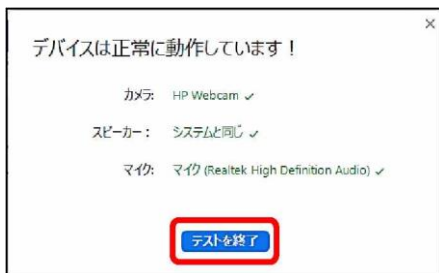 デバイスは正常に動作しています！
カメラ: HP Webcam ✓
スピーカー： システムと同じ ✓
マイク: マイク (Realtek High Definition Audio) ✓
テストを終了